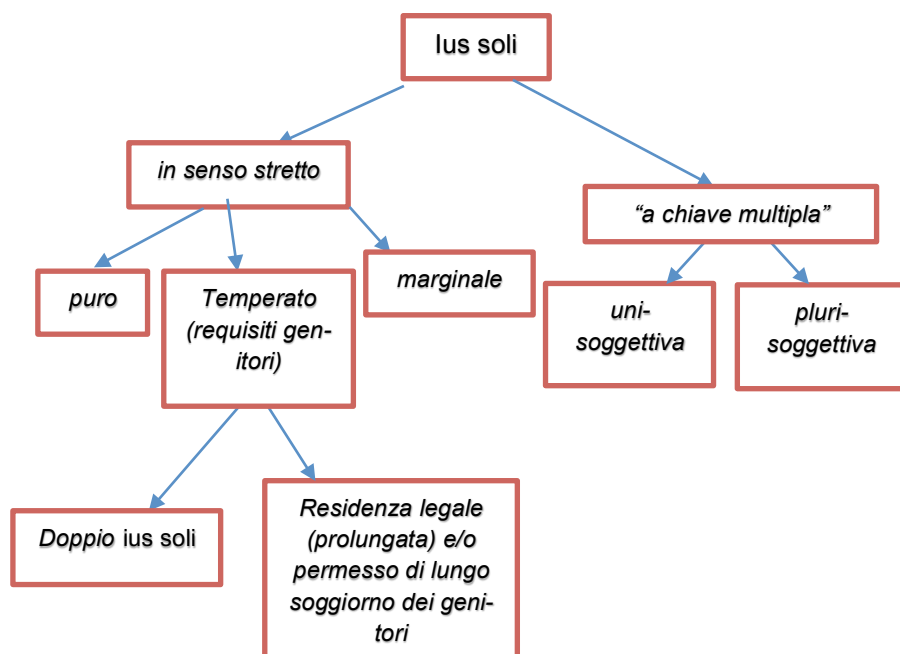 Ius soli
in senso stretto
“a chiave multipla”
puro
Temperato
(requisiti gen-
itori)
marginale
uni-
soggettiva
pluri-
soggettiva
Doppio ius soli
Residenza legale
(prolungata) e/o
permesso di lungo
soggiorno dei geni-
tori